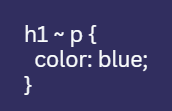 h1 ~ p {
  color: blue;
}